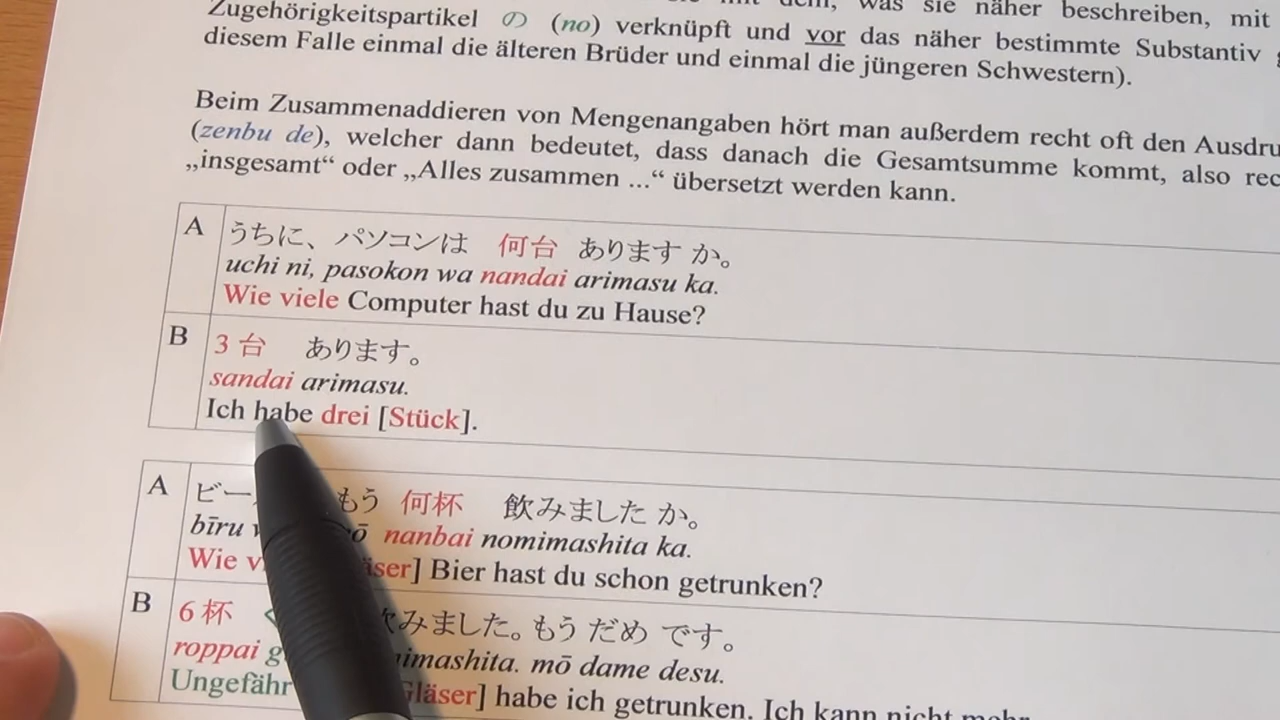 was sie näher beschreiben, mit
Zugehörigkeitspartikel の (no) verknüpft und vor das näher bestimmte Substantiv
diesem Falle einmal die älteren Brüder und einmal die jüngeren Schwestern).
Beim Zusammenaddieren von Mengenangaben hört man außerdem recht oft den
(zenbu de), welcher dann bedeutet, dass danach die Gesamtsumme kommt, also
„insgesamt“ oder „Alles zusammen ...“ übersetzt werden kann.
A
うちに、 パソコンは 何台 あります か。
uchi ni, pasokon wa nandai arimasu ka.
Wie viele Computer hast du zu Hause?
B
3 台 あります。
sandai arimasu.
Ich habe drei [Stück].
A
もう 何杯 飲みました か。
bīru nanbai nomimashita ka.
Wie Bier hast du schon getrunken?
B
6 杯 みました。もう だめ です。
roppai mō dame desu.
Ungefähr habe ich getrunken. Ich kann nicht